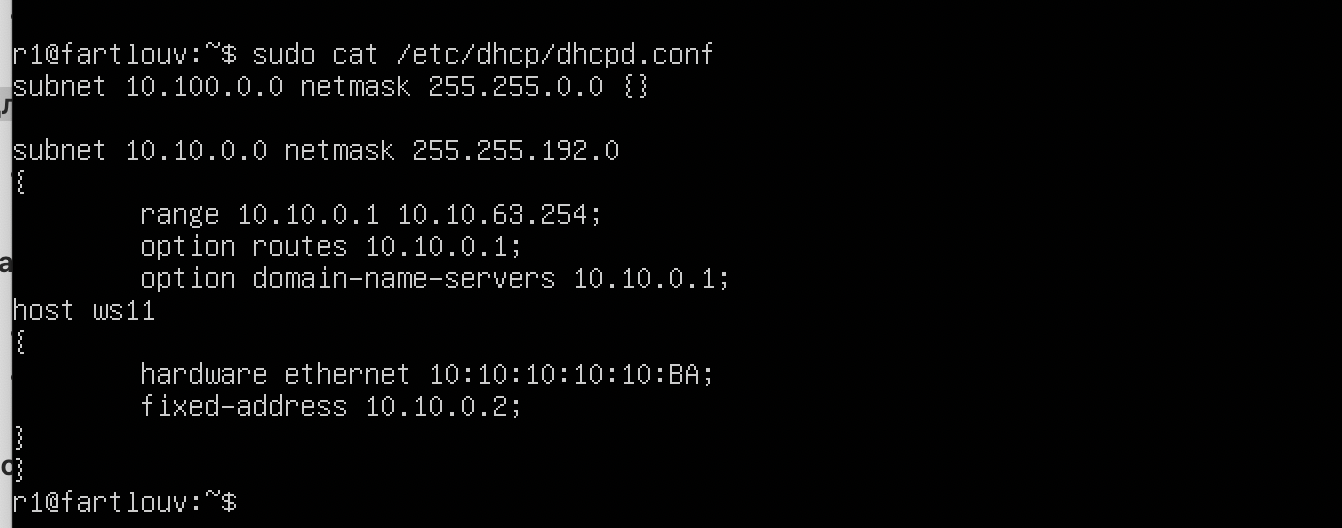 r1@fartlouv:~$ sudo cat /etc/dhcp/dhcpd.conf
subnet 10.100.0.0 netmask 255.255.0.0 {}
subnet 10.10.0.0 netmask 255.255.192.0
{
range 10.10.0.1 10.10.63.254;
option routes 10.10.0.1;
option domain-name-servers 10.10.0.1;
host ws11
{
hardware ethernet 10:10:10:10:10:BA;
fixed-address 10.10.0.2;
}
}
r1@fartlouv:~$